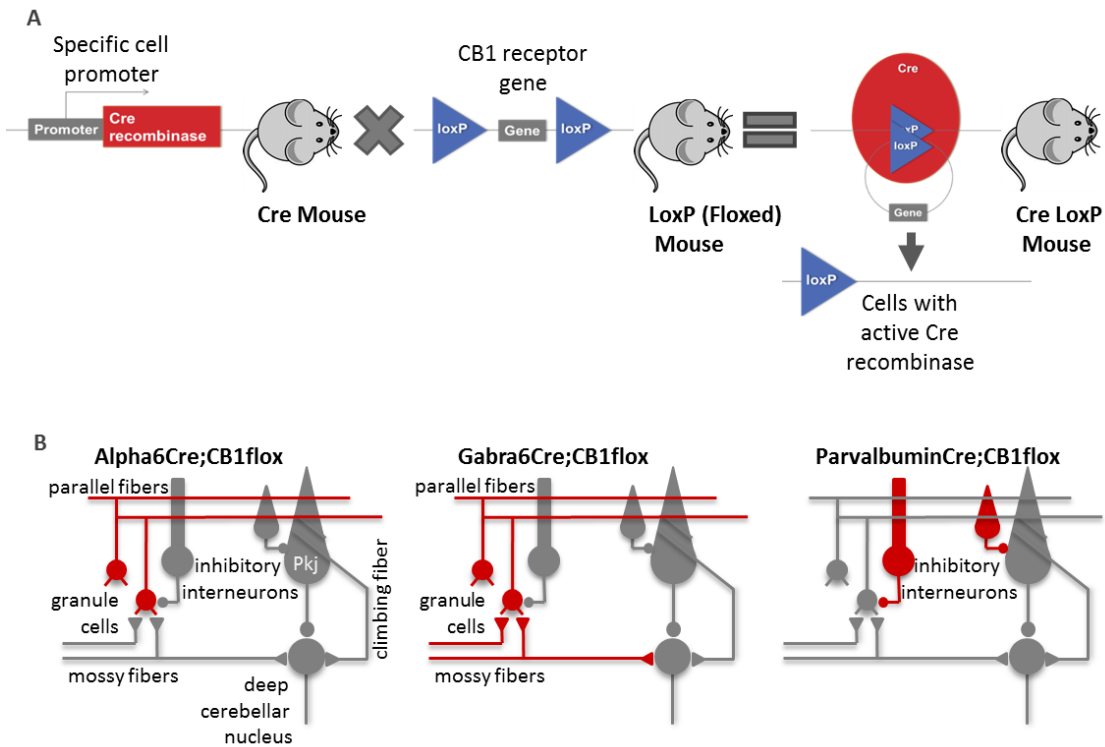 A
Specific cell
promoter
Promoter
Cre
recombinase
Cre Mouse
CB1 receptor
gene
loxP
Gene
loxP
LoxP (Floxed)
Mouse
Cre
xP
loxP
Gene
Cre LoxP
Mouse
loxP
Cells with
active Cre
recombinase
B
Alpha6Cre;CB1flox
parallel fibers
inhibitory
interneurons
Pkj
granule
cells
climbing fiber
mossy fibers
deep
cerebellar
nucleus
Gabra6Cre;CB1flox
parallel fibers
inhibitory
interneurons
granule
cells
mossy fibers
ParvalbuminCre;CB1flox
inhibitory
interneurons